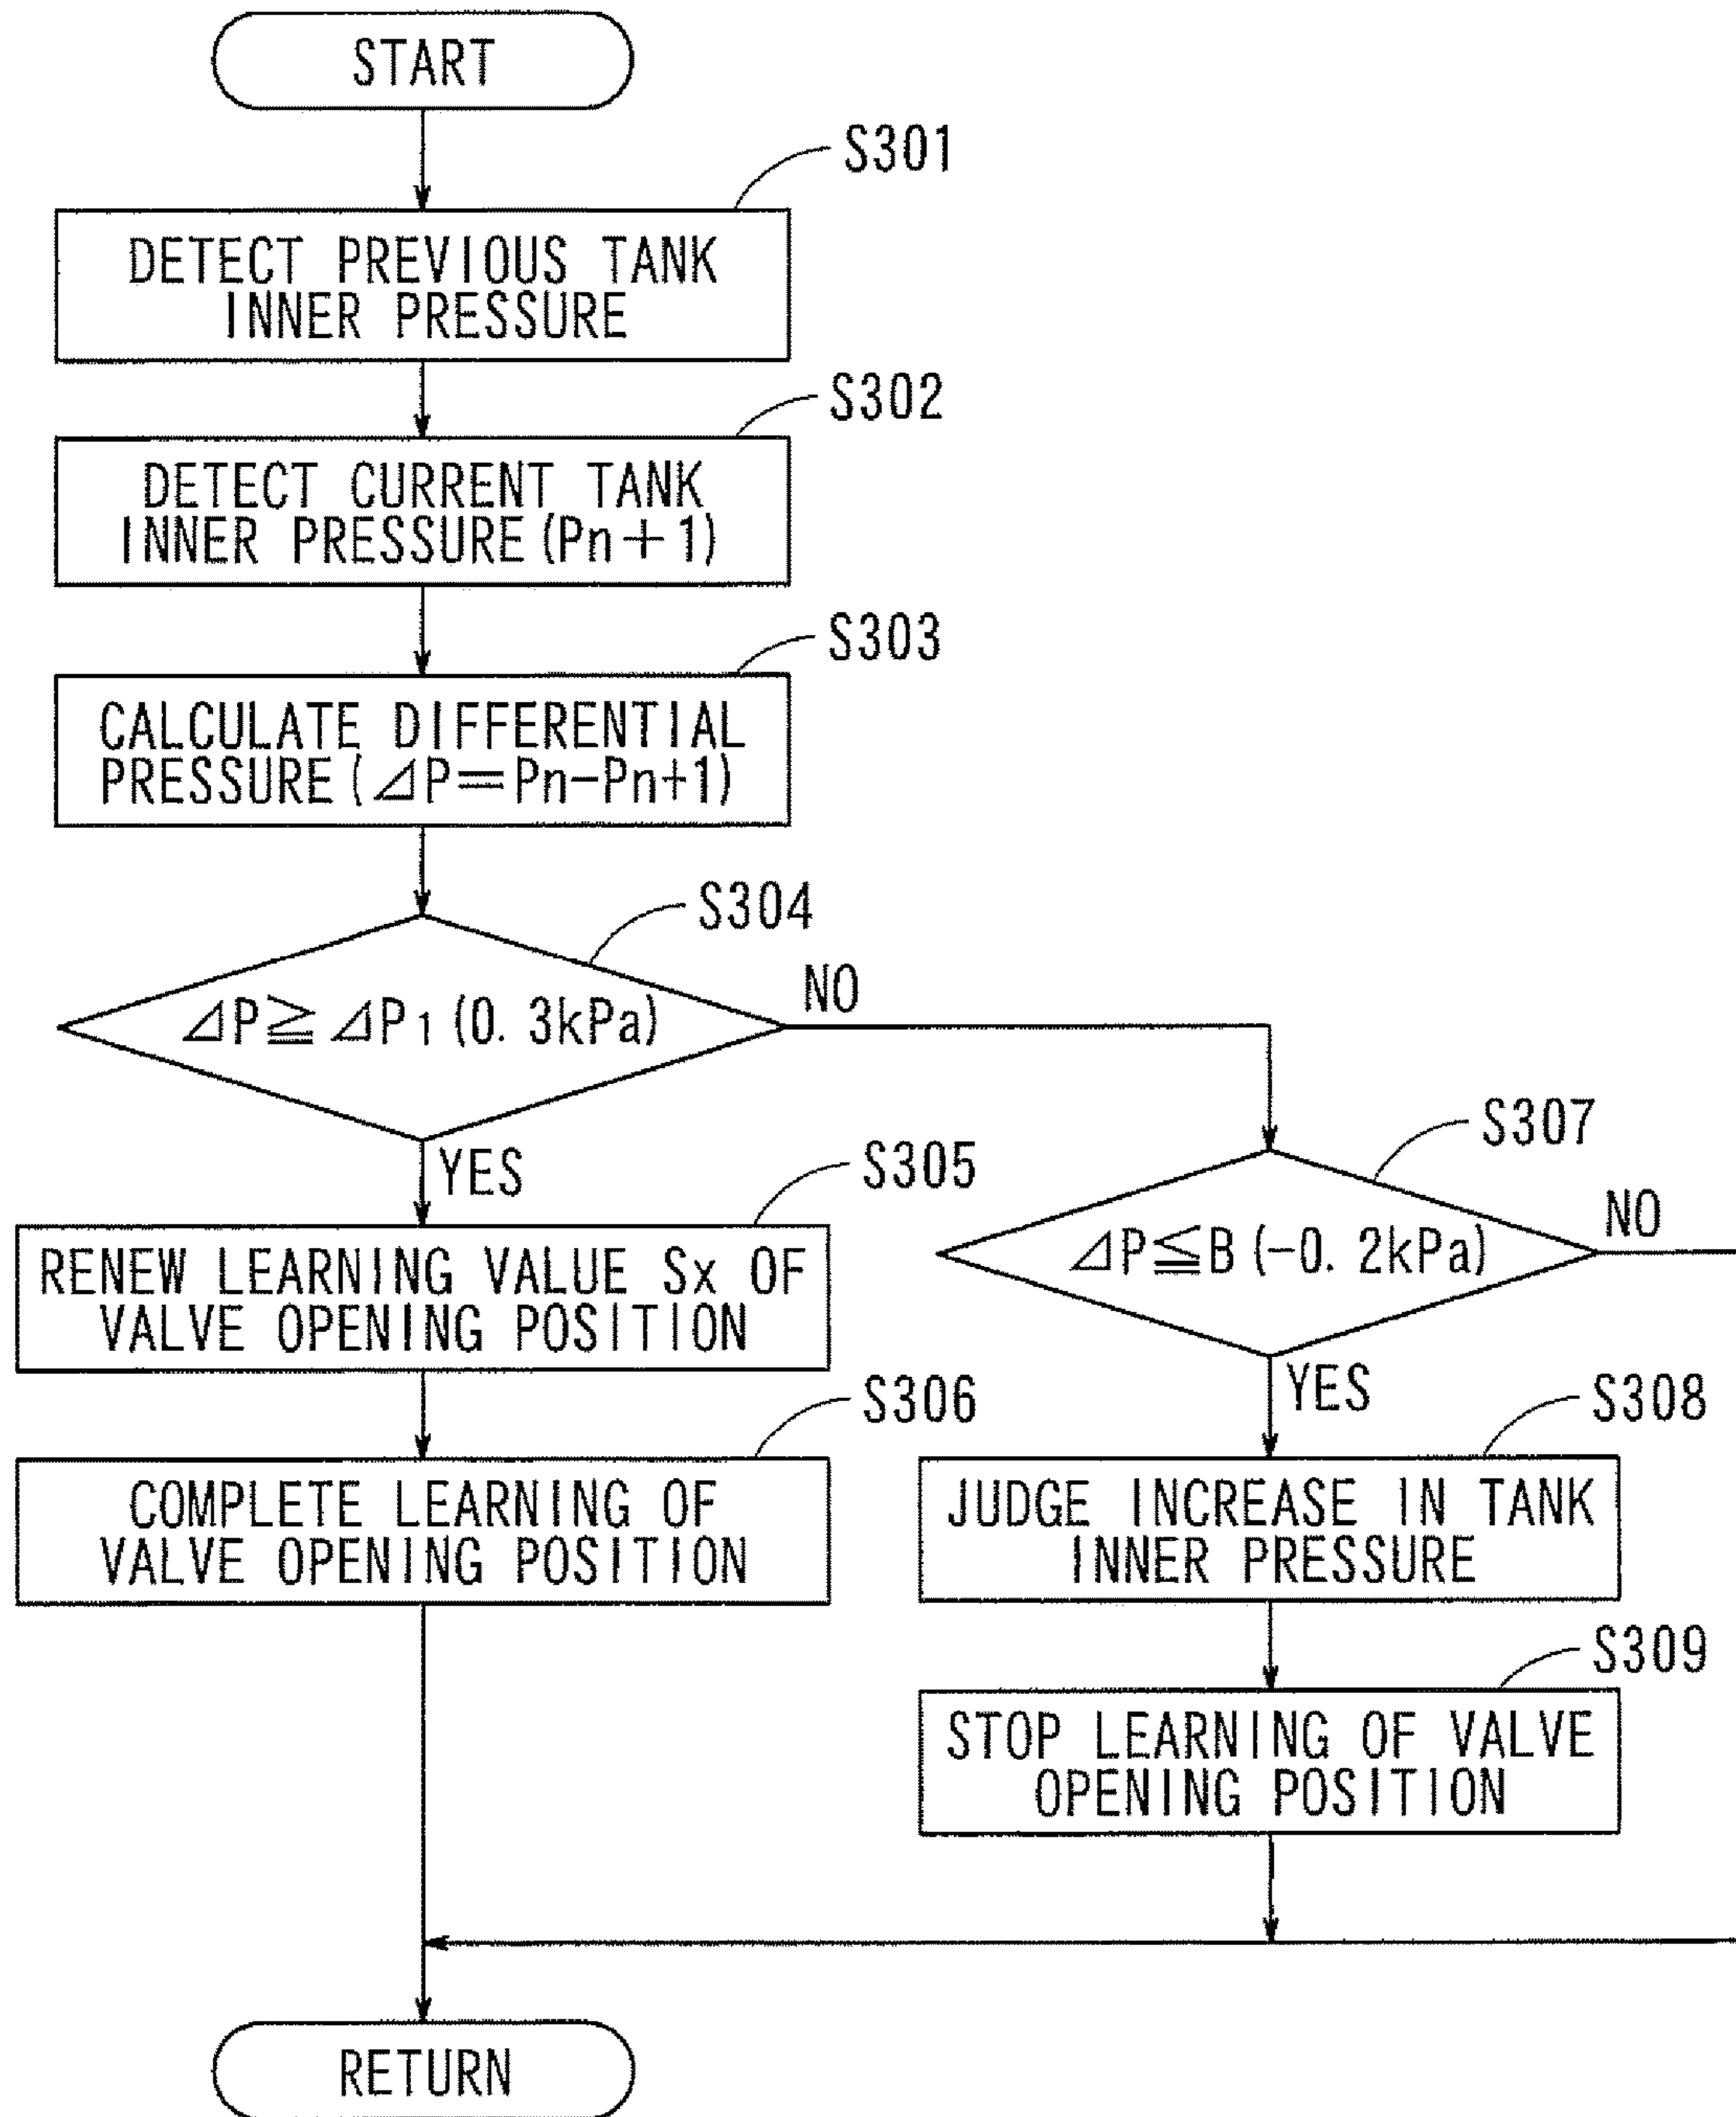 START
S301
DETECT PREVIOUS TANK
INNER PRESSURE
S302
DETECT CURRENT TANK
INNER PRESSURE (Pn+1)
S303
CALCULATE DIFFERENTIAL
PRESSURE (⊿P=Pn-Pn+1)
S304
⊿P≧⊿P1 (0.3kPa)
NO
YES
S305
RENEW LEARNING VALUE Sx OF
VALVE OPENING POSITION
S306
COMPLETE LEARNING OF
VALVE OPENING POSITION
S307
⊿P≦B (-0.2kPa)
NO
YES
S308
JUDGE INCREASE IN TANK
INNER PRESSURE
S309
STOP LEARNING OF VALVE
OPENING POSITION
RETURN